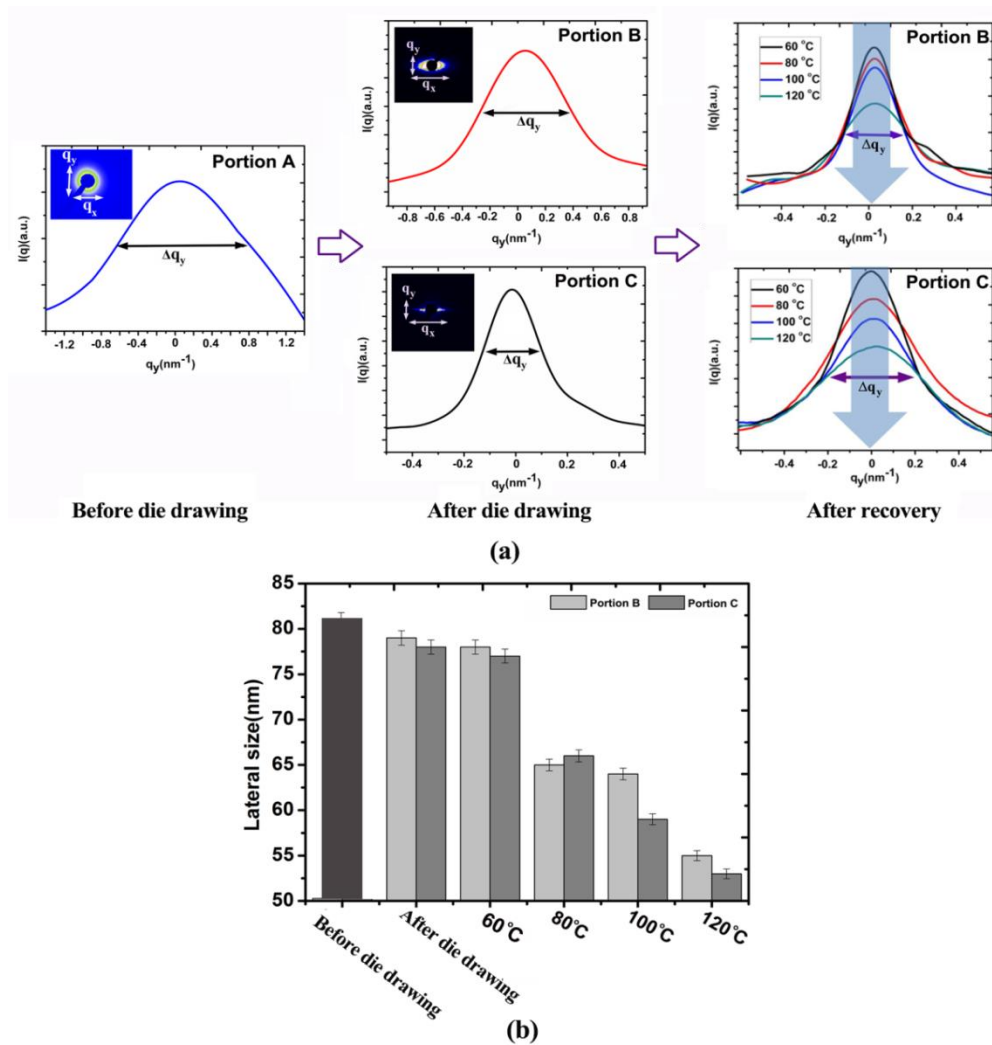 Portion A
q_y
q_x
Δq_y
I(q)(a.u.)
-1.2 -0.8 -0.4 0 0.4 0.8 1.2
q_y(nm^-1)
Before die drawing
Portion B
q_y
q_x
Δq_y
I(q)(a.u.)
-0.8 -0.6 -0.4 -0.2 0 0.2 0.4 0.6 0.8
q_y(nm^-1)
Portion C
q_y
q_x
Δq_y
I(q)(a.u.)
-0.4 -0.2 0 0.2 0.4
q_y(nm^-1)
After die drawing
Portion B
60 °C
80 °C
100 °C
120 °C
Δq_y
I(q)(a.u.)
-0.4 -0.2 0 0.2 0.4
q_y(nm^-1)
Portion C
60 °C
80 °C
100 °C
120 °C
Δq_y
I(q)(a.u.)
-0.4 -0.2 0 0.2 0.4
q_y(nm^-1)
After recovery
(a)
Portion B Portion C
Lateral size(nm)
85
80
75
70
65
60
55
50
Before die drawing
After die drawing
60°C
80°C
100°C
120°C
(b)